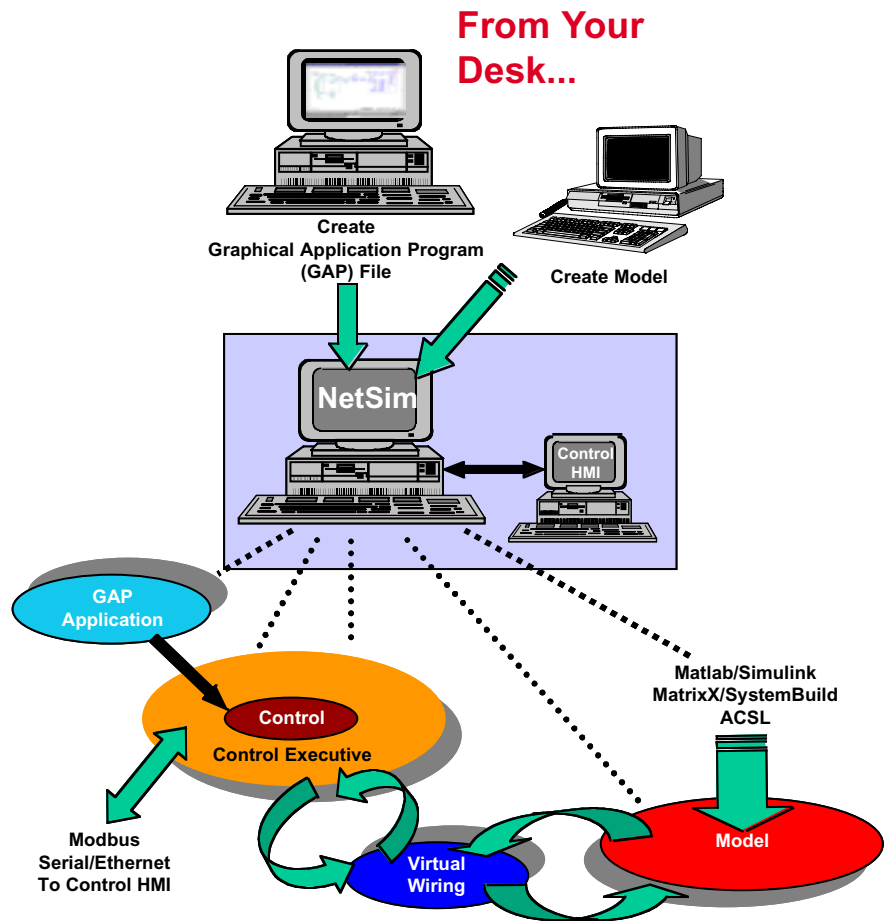 From Your
Desk...
Create
Graphical Application Program
(GAP) File
Create Model
NetSim
Control
HMI
GAP
Application
Control
Control Executive
Matlab/Simulink
MatrixX/SystemBuild
ACSL
Modbus
Serial/Ethernet
To Control HMI
Virtual
Wiring
Model